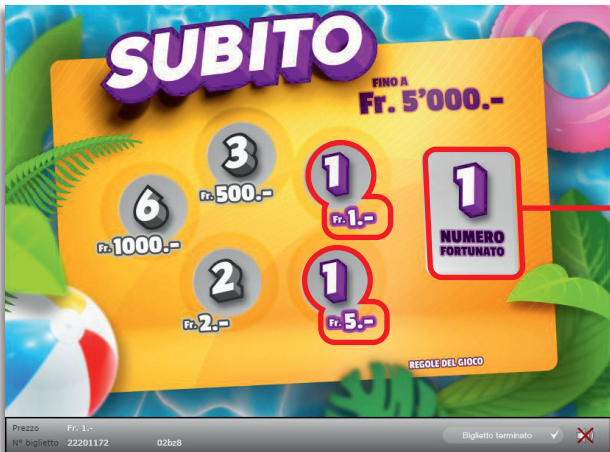 SUBITO
FINO A
Fr. 5'000.-
3
Fr. 500.-
1
Fr. 1.-
6
Fr. 1000.-
1
NUMERO
FORTUNATO
2
Fr. 2.-
1
Fr. 5.-
REGOLE DEL GIOCO
Prezzo Fr. 1.-
N° biglietto 22201172 02bz8
Biglietto terminato